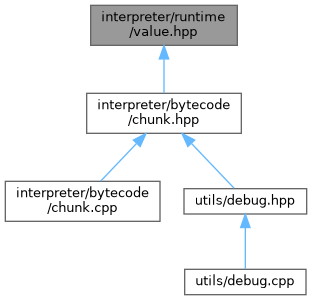 interpreter/runtime
/value.hpp
interpreter/bytecode
/chunk.hpp
interpreter/bytecode
/chunk.cpp
utils/debug.hpp
utils/debug.cpp